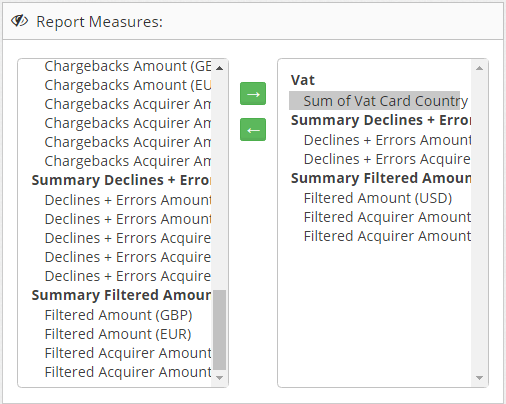 Report Measures:
Chargebacks Amount (GB
Chargebacks Amount (EU
Chargebacks Acquirer Am
Chargebacks Acquirer Am
Chargebacks Acquirer Am
Chargebacks Acquirer Am
Summary Declines + Erro
Declines + Errors Amount
Declines + Errors Amount
Declines + Errors Acquire
Declines + Errors Acquire
Declines + Errors Acquire
Summary Filtered Amour
Filtered Amount (GBP)
Filtered Amount (EUR)
Filtered Acquirer Amount
Filtered Acquirer Amount
→
←
Vat
Sum of Vat Card Country
Summary Declines + Erro
Declines + Errors Amount
Declines + Errors Acquire
Summary Filtered Amoun
Filtered Amount (USD)
Filtered Acquirer Amount
Filtered Acquirer Amount